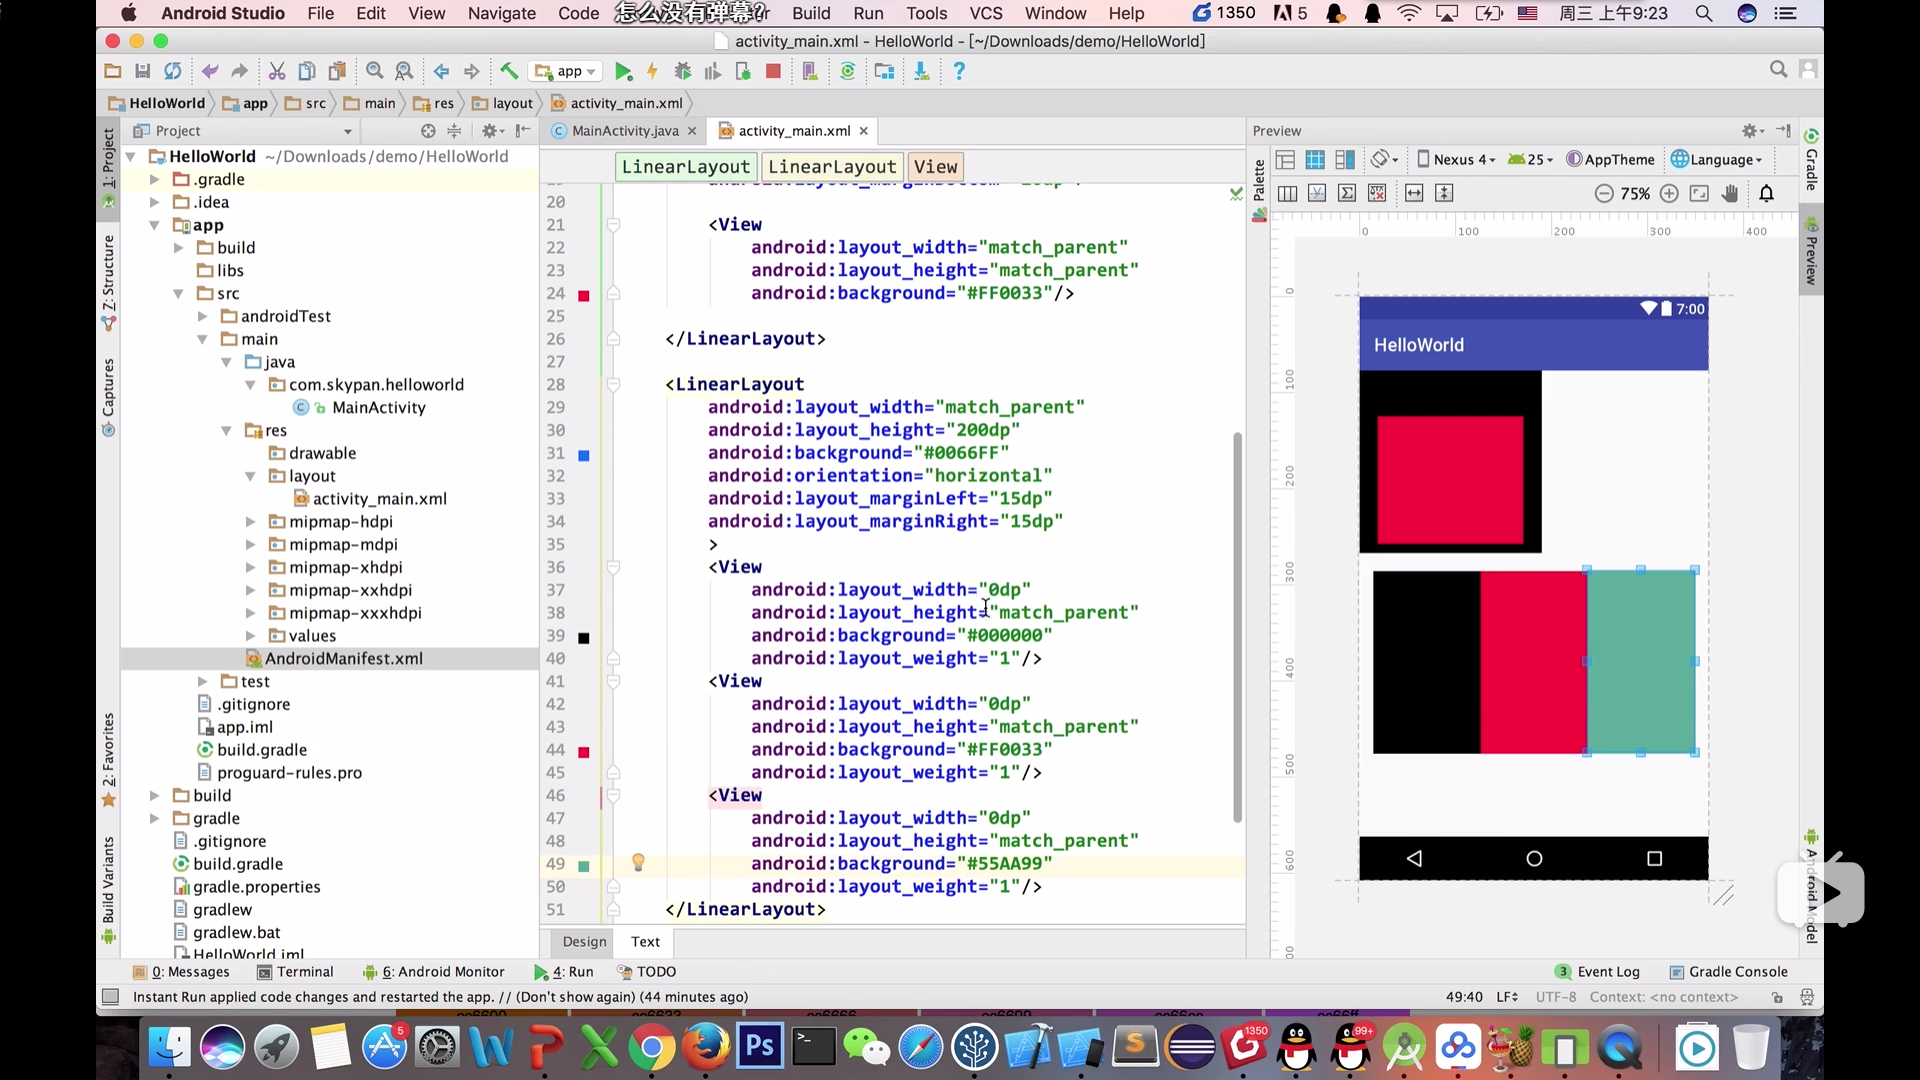 Android Studio File Edit View Navigate Code 怎么没有弹幕? Build Run Tools VCS Window Help 1350 5 周三 上午9:23
activity_main.xml - HelloWorld - [~/Downloads/demo/HelloWorld]
app
HelloWorld app src main res layout activity_main.xml
Project
MainActivity.java
activity_main.xml
Preview
LinearLayout LinearLayout View
Nexus 4 25 AppTheme Language
75%
1: Project
Z: Structure
Captures
2: Favorites
Build Variants
HelloWorld ~/Downloads/demo/HelloWorld
.gradle
.idea
app
build
libs
src
androidTest
main
java
com.skypan.helloworld
MainActivity
res
drawable
layout
activity_main.xml
mipmap-hdpi
mipmap-mdpi
mipmap-xhdpi
mipmap-xxhdpi
mipmap-xxxhdpi
values
AndroidManifest.xml
test
.gitignore
app.iml
build.gradle
proguard-rules.pro
build
gradle
.gitignore
build.gradle
gradle.properties
gradlew
gradlew.bat
HelloWorld.iml
20
21 <View
22 android:layout_width="match_parent"
23 android:layout_height="match_parent"
24 android:background="#FF0033"/>
25
26 </LinearLayout>
27
28 <LinearLayout
29 android:layout_width="match_parent"
30 android:layout_height="200dp"
31 android:background="#0066FF"
32 android:orientation="horizontal"
33 android:layout_marginLeft="15dp"
34 android:layout_marginRight="15dp"
35 >
36 <View
37 android:layout_width="0dp"
38 android:layout_height="match_parent"
39 android:background="#000000"
40 android:layout_weight="1"/>
41 <View
42 android:layout_width="0dp"
43 android:layout_height="match_parent"
44 android:background="#FF0033"
45 android:layout_weight="1"/>
46 <View
47 android:layout_width="0dp"
48 android:layout_height="match_parent"
49 android:background="#55AA99"
50 android:layout_weight="1"/>
51 </LinearLayout>
Design Text
Palette
0 100 200 300 400
0
100
200
300
400
500
600
7:00
HelloWorld
Gradle
Preview
Android Model
0: Messages Terminal 6: Android Monitor 4: Run TODO 3 Event Log Gradle Console
Instant Run applied code changes and restarted the app. // (Don't show again) (44 minutes ago) 49:40 LF UTF-8 Context: <no context>
5
Ps
1350
99+